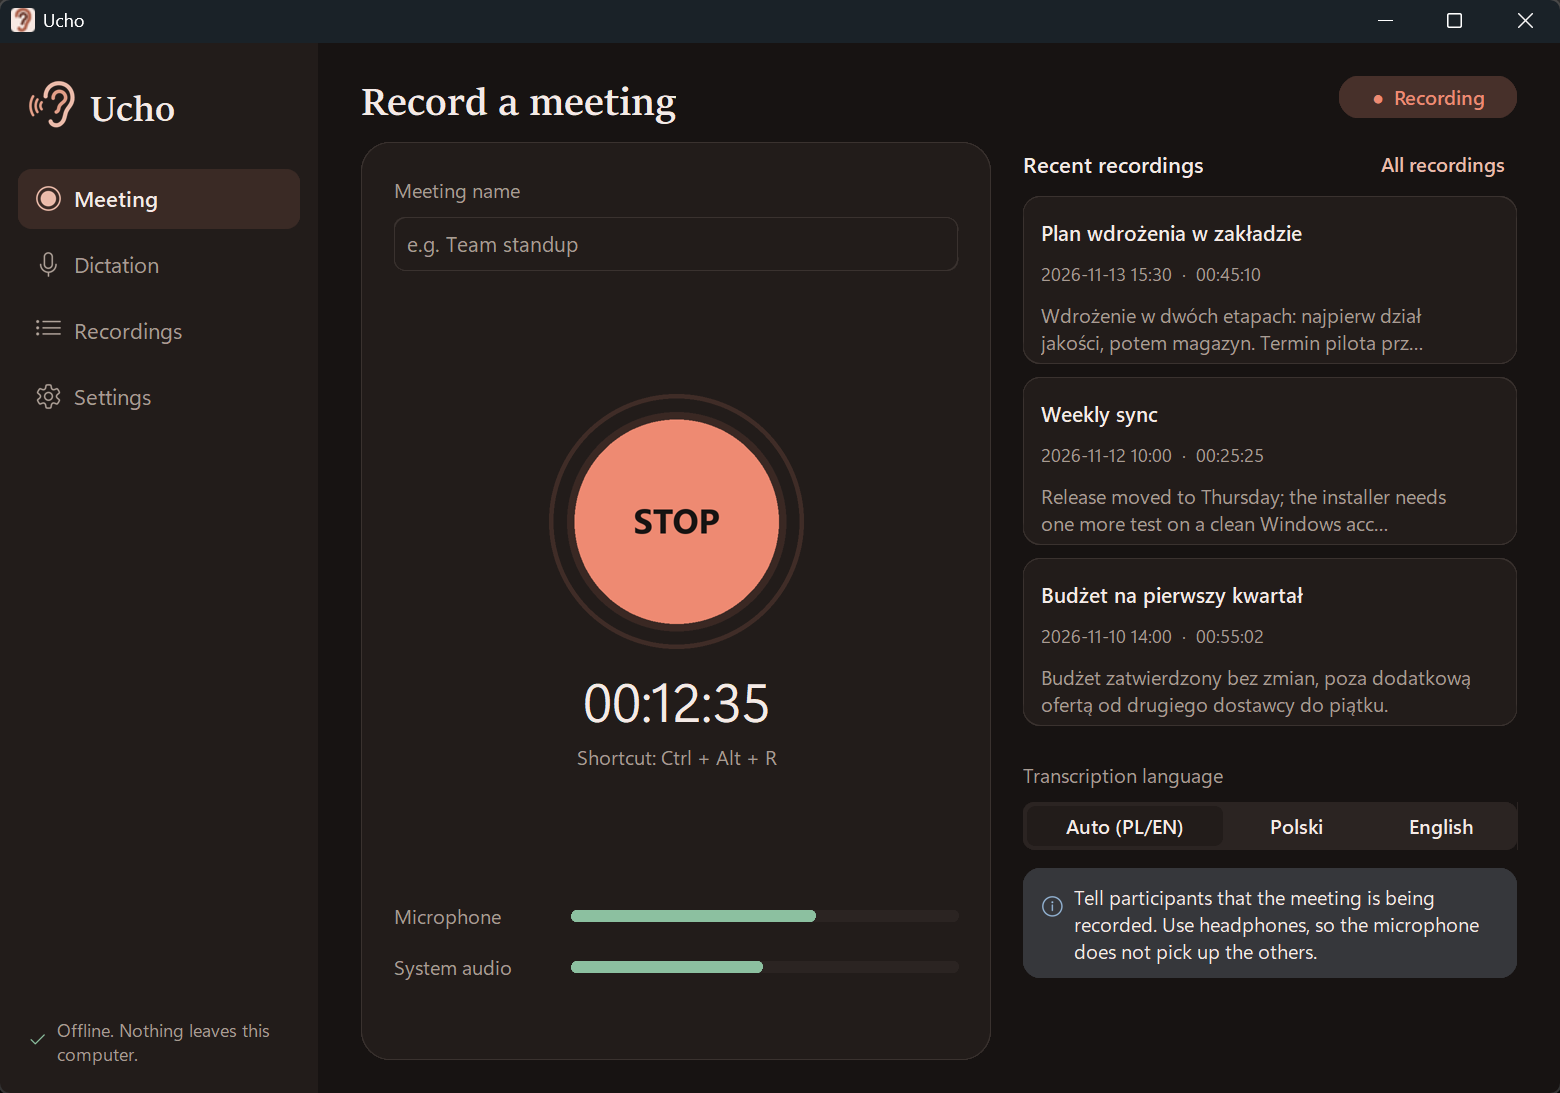 Ucho
Ucho
Meeting
Dictation
Recordings
Settings
Offline. Nothing leaves this
computer.
Record a meeting
Recording
Meeting name
e.g. Team standup
STOP
00:12:35
Shortcut: Ctrl + Alt + R
Microphone
System audio
Recent recordings
All recordings
Plan wdrożenia w zakładzie
2026-11-13 15:30 · 00:45:10
Wdrożenie w dwóch etapach: najpierw dział
jakości, potem magazyn. Termin pilota prz...
Weekly sync
2026-11-12 10:00 · 00:25:25
Release moved to Thursday; the installer needs
one more test on a clean Windows acc...
Budżet na pierwszy kwartał
2026-11-10 14:00 · 00:55:02
Budżet zatwierdzony bez zmian, poza dodatkową
ofertą od drugiego dostawcy do piątku.
Transcription language
Auto (PL/EN)
Polski
English
Tell participants that the meeting is being
recorded. Use headphones, so the microphone
does not pick up the others.